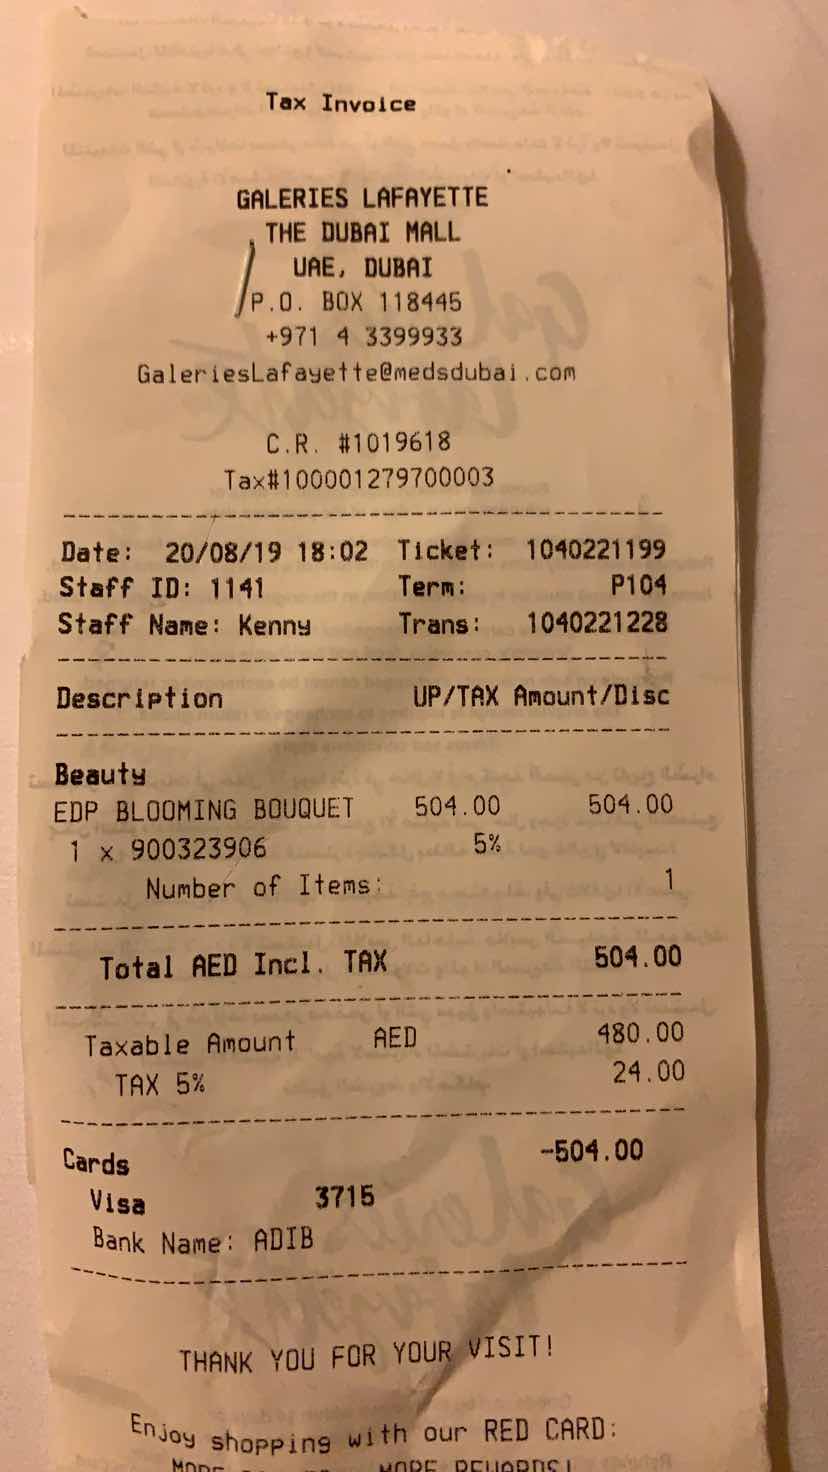 Tax Invoice
GALERIES LAFAYETTE
THE DUBAI MALL
UAE, DUBAI
P.O. BOX 118445
+971 4 3399933
GaleriesLafayette@medsdubai.com
C.R. #1019618
Tax#100001279700003
Date: 20/08/19 18:02 Ticket: 1040221199
Staff ID: 1141 Term: P104
Staff Name: Kenny Trans: 1040221228
Description UP/TAX Amount/Disc
Beauty
EDP BLOOMING BOUQUET 504.00 504.00
1 x 900323906 5%
Number of Items: 1
Total AED Incl. TAX 504.00
Taxable Amount AED 480.00
TAX 5% 24.00
Cards -504.00
Visa 3715
Bank Name: ADIB
THANK YOU FOR YOUR VISIT!
Enjoy shopping with our RED CARD:
MORE REWARDS!